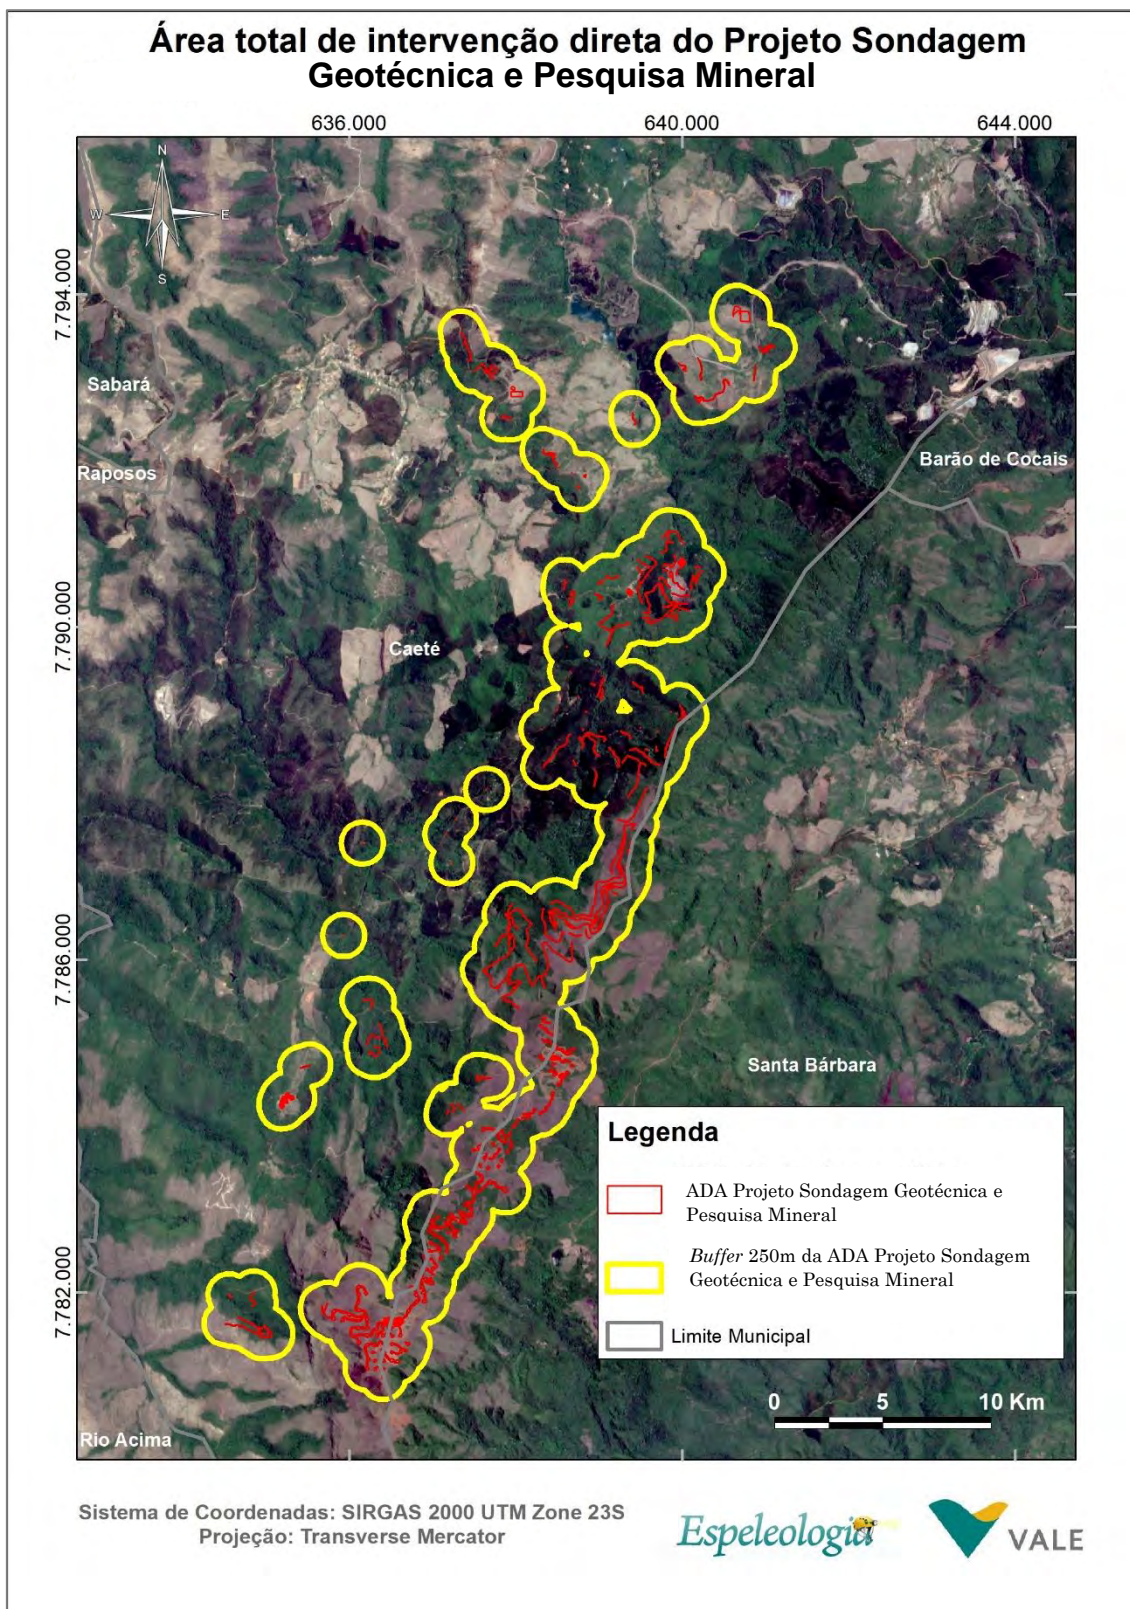 Área total de intervenção direta do Projeto Sondagem
Geotécnica e Pesquisa Mineral
636.000 640.000 644.000
N
W E
S
7.794.000
Sabará
Raposos
Barão de Cocais
7.790.000
Caeté
7.786.000
Santa Bárbara
Legenda
ADA Projeto Sondagem Geotécnica e
Pesquisa Mineral
Buffer 250m da ADA Projeto Sondagem
Geotécnica e Pesquisa Mineral
Limite Municipal
7.782.000
0 5 10 Km
Rio Acima
Sistema de Coordenadas: SIRGAS 2000 UTM Zone 23S
Projeção: Transverse Mercator
Espeleologia
VALE